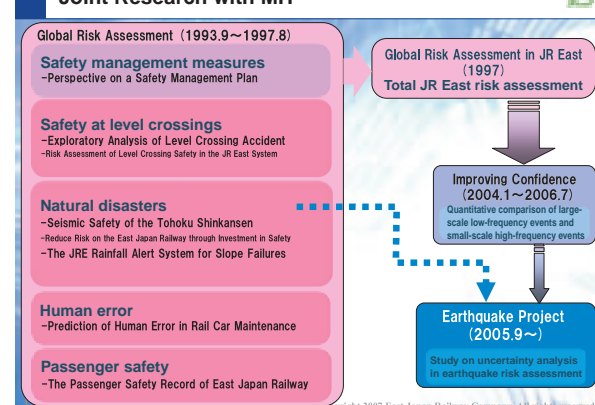 Joint Research with MIT
Global Risk Assessment (1993.9～1997.8)
Safety management measures
-Perspective on a Safety Management Plan
Safety at level crossings
-Exploratory Analysis of Level Crossing Accident
-Risk Assessment of Level Crossing Safety in the JR East System
Natural disasters
-Seismic Safety of the Tohoku Shinkansen
-Reduce Risk on the East Japan Railway through Investment in Safety
-The JRE Rainfall Alert System for Slope Failures
Human error
-Prediction of Human Error in Rail Car Maintenance
Passenger safety
-The Passenger Safety Record of East Japan Railway
Global Risk Assessment in JR East
(1997)
Total JR East risk assessment
Improving Confidence
(2004.1～2006.7)
Quantitative comparison of large-
scale low-frequency events and
small-scale high-frequency events
Earthquake Project
(2005.9～)
Study on uncertainty analysis
in earthquake risk assessment